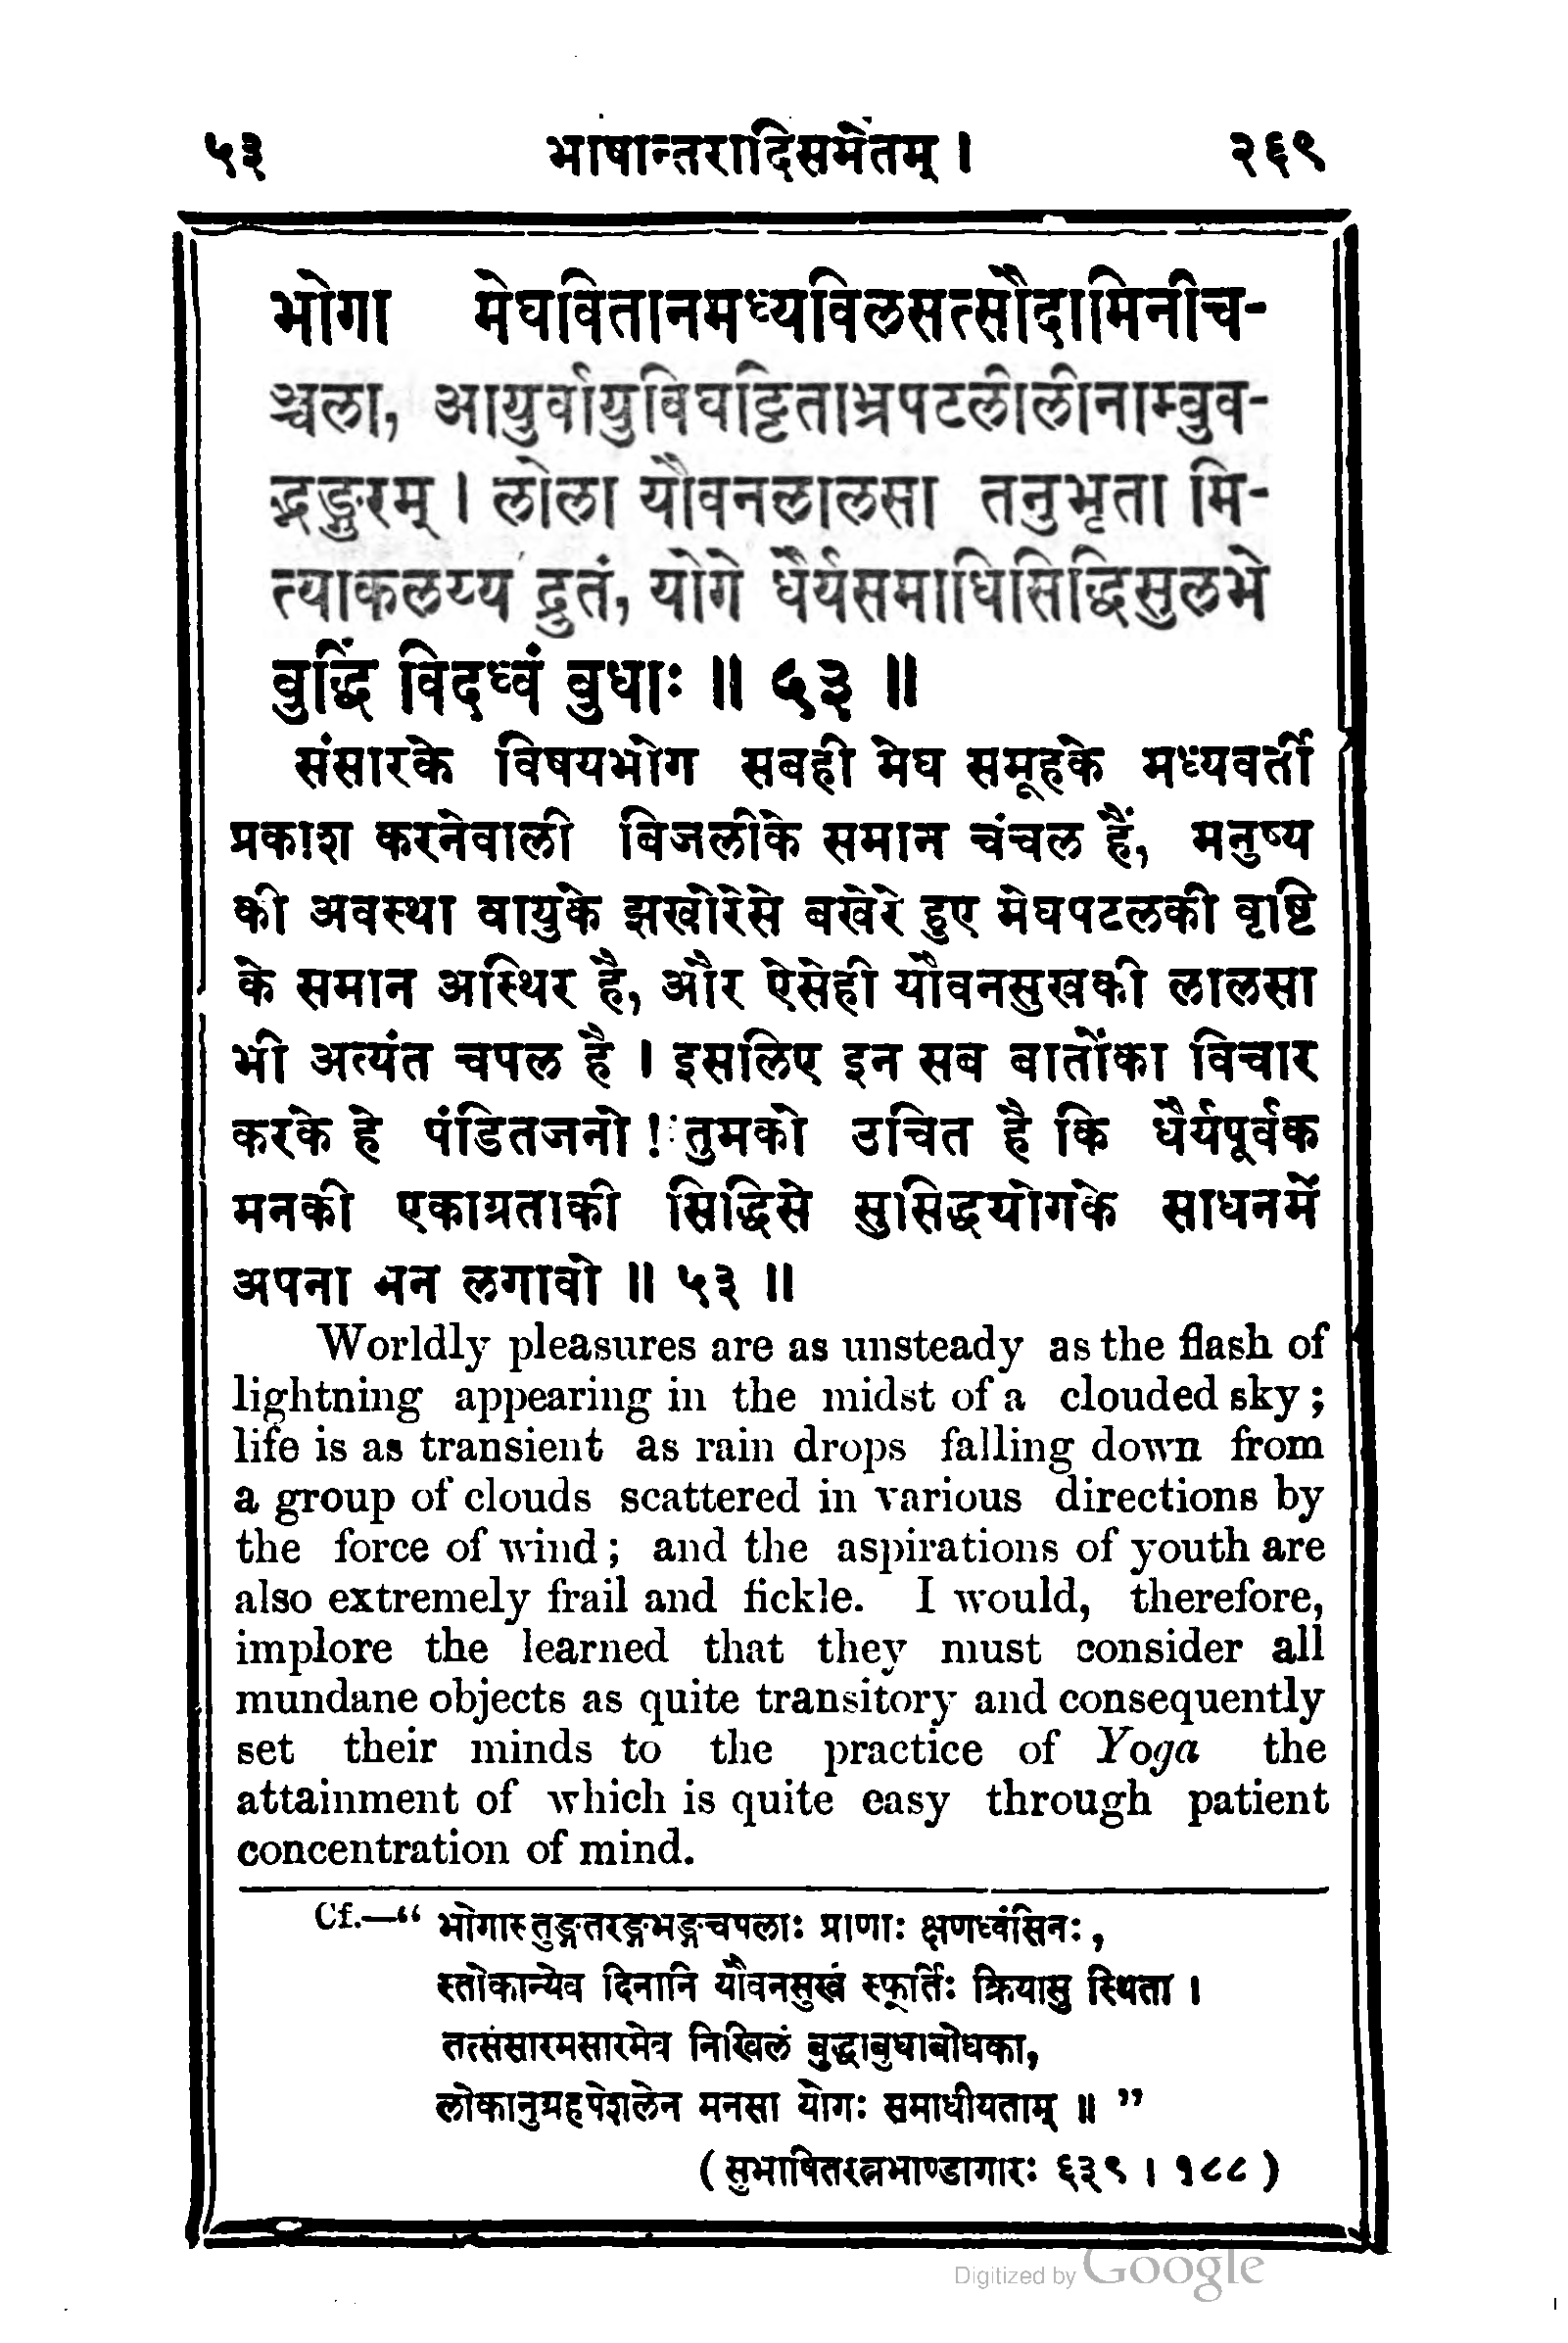 ५३ भाषान्तरादिसमेतम् । २६९
भोगा मेघवितानमध्यविलसत्सौदामिनीच-
ञ्चला, आयुर्वायुविघट्टिताभ्रपटलीलीनाम्बुव-
द्भङ्गुरम् । लोला यौवनलालसा तनुभृता मि-
त्याकलय्य द्रुतं, योगे धैर्यसमाधिसिद्धिसुलभे
बुद्धिं विदध्वं बुधाः ॥ ५३ ॥
संसारके विषयभोग सबही मेघ समूहके मध्यवर्ती
प्रकाश करनेवाली बिजलीके समान चंचल हैं, मनुष्य
की अवस्था वायुके झखोरेसे बखेरे हुए मेघपटलकी वृष्टि
के समान अस्थिर है, और ऐसेही यौवनसुखकी लालसा
भी अत्यंत चपल है । इसलिए इन सब बातोंका विचार
करके हे पंडितजनो ! तुमको उचित है कि धैर्यपूर्वक
मनकी एकाग्रताकी सिद्धिसे सुसिद्धयोगके साधनमें
अपना मन लगावो ॥ ५३ ॥
Worldly pleasures are as unsteady as the flash of
lightning appearing in the midst of a clouded sky ;
life is as transient as rain drops falling down from
a group of clouds scattered in various directions by
the force of wind ; and the aspirations of youth are
also extremely frail and fickle. I would, therefore,
implore the learned that they must consider all
mundane objects as quite transitory and consequently
set their minds to the practice of Yoga the
attainment of which is quite easy through patient
concentration of mind.
Cf.—“ भोगास्तुङ्गतरङ्गभङ्गचपलाः प्राणाः क्षणध्वंसिनः,
स्तोकान्येव दिनानि यौवनसुखं स्फूर्तिः क्रियासु स्थिता ।
तत्संसारमसारमेव निखिलं बुद्धाबुधाबोधका,
लोकानुग्रहपेशलेन मनसा योगः समाधीयताम् ॥ ”
( सुभाषितरत्नभाण्डागारः ६३९ । १८८ )
Digitized by Google